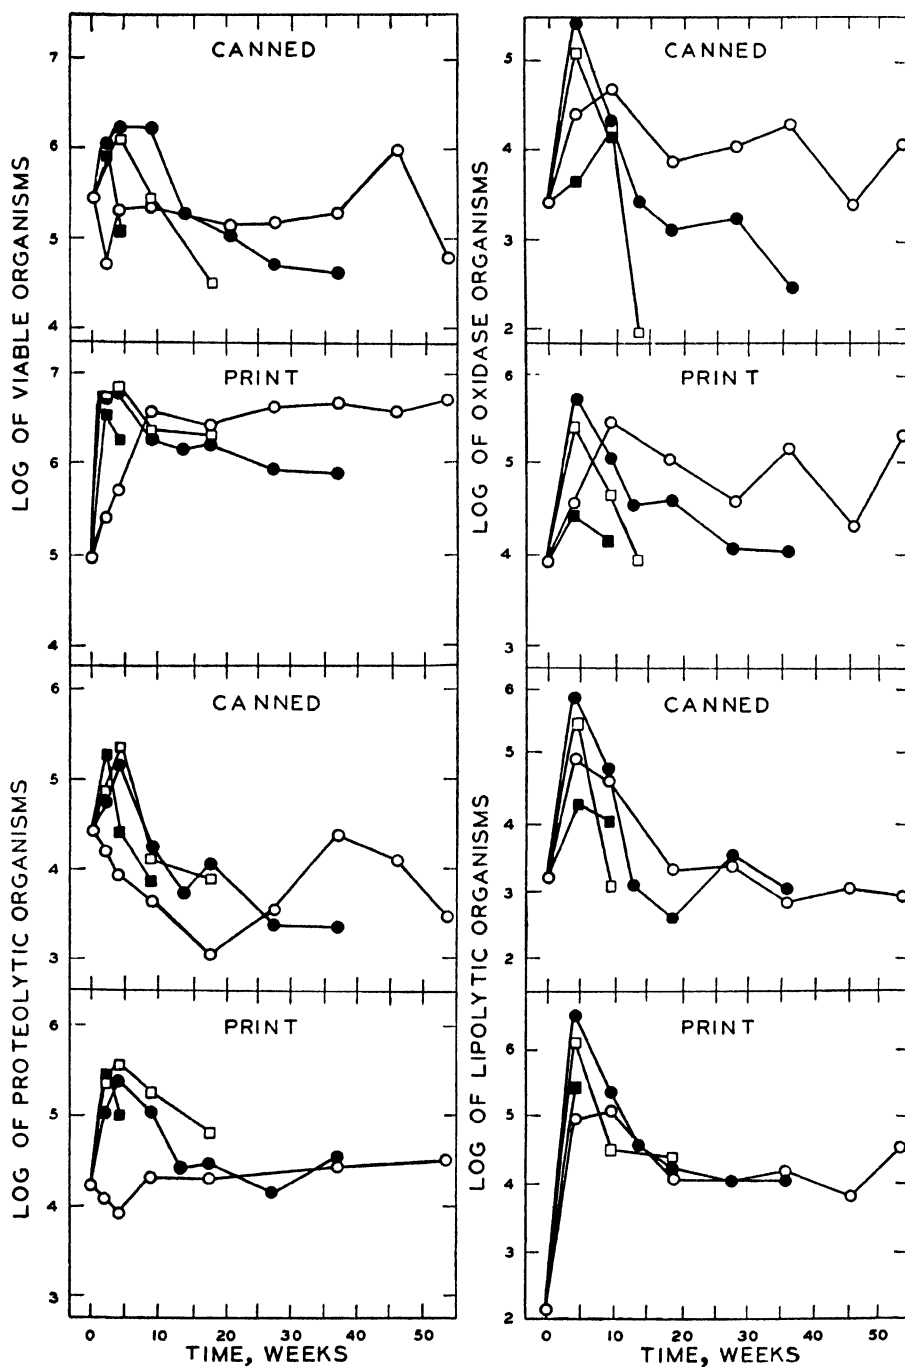 LOG OF VIABLE ORGANISMS
CANNED
7
6
5
4
PRINT
7
6
5
4
LOG OF PROTEOLYTIC ORGANISMS
CANNED
6
5
4
3
PRINT
6
5
4
3
0 10 20 30 40 50
TIME, WEEKS
LOG OF OXIDASE ORGANISMS
CANNED
5
4
3
2
PRINT
6
5
4
3
LOG OF LIPOLYTIC ORGANISMS
CANNED
6
5
4
3
2
PRINT
6
5
4
3
2
0 10 20 30 40 50
TIME, WEEKS